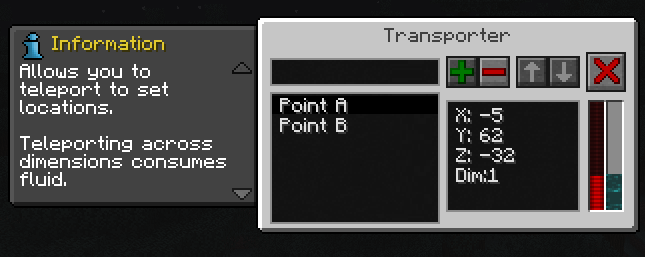 Information
Allows you to
teleport to set
locations.
Teleporting across
dimensions consumes
fluid.
Transporter
Point A
Point B
X: -5
Y: 62
Z: -32
Dim:1